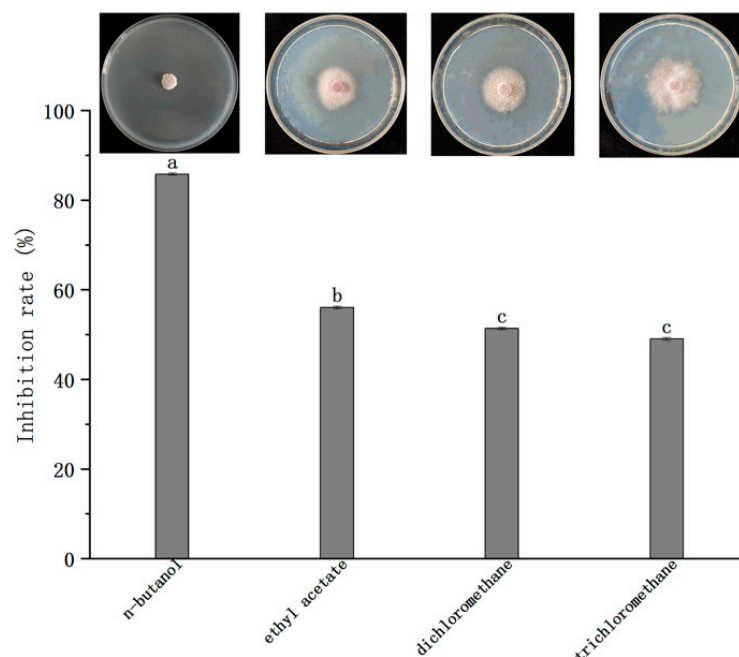 Inhibition rate (%)
100
80
60
40
20
0
a
b
c
c
n-butanol
ethyl acetate
dichloromethane
trichloromethane